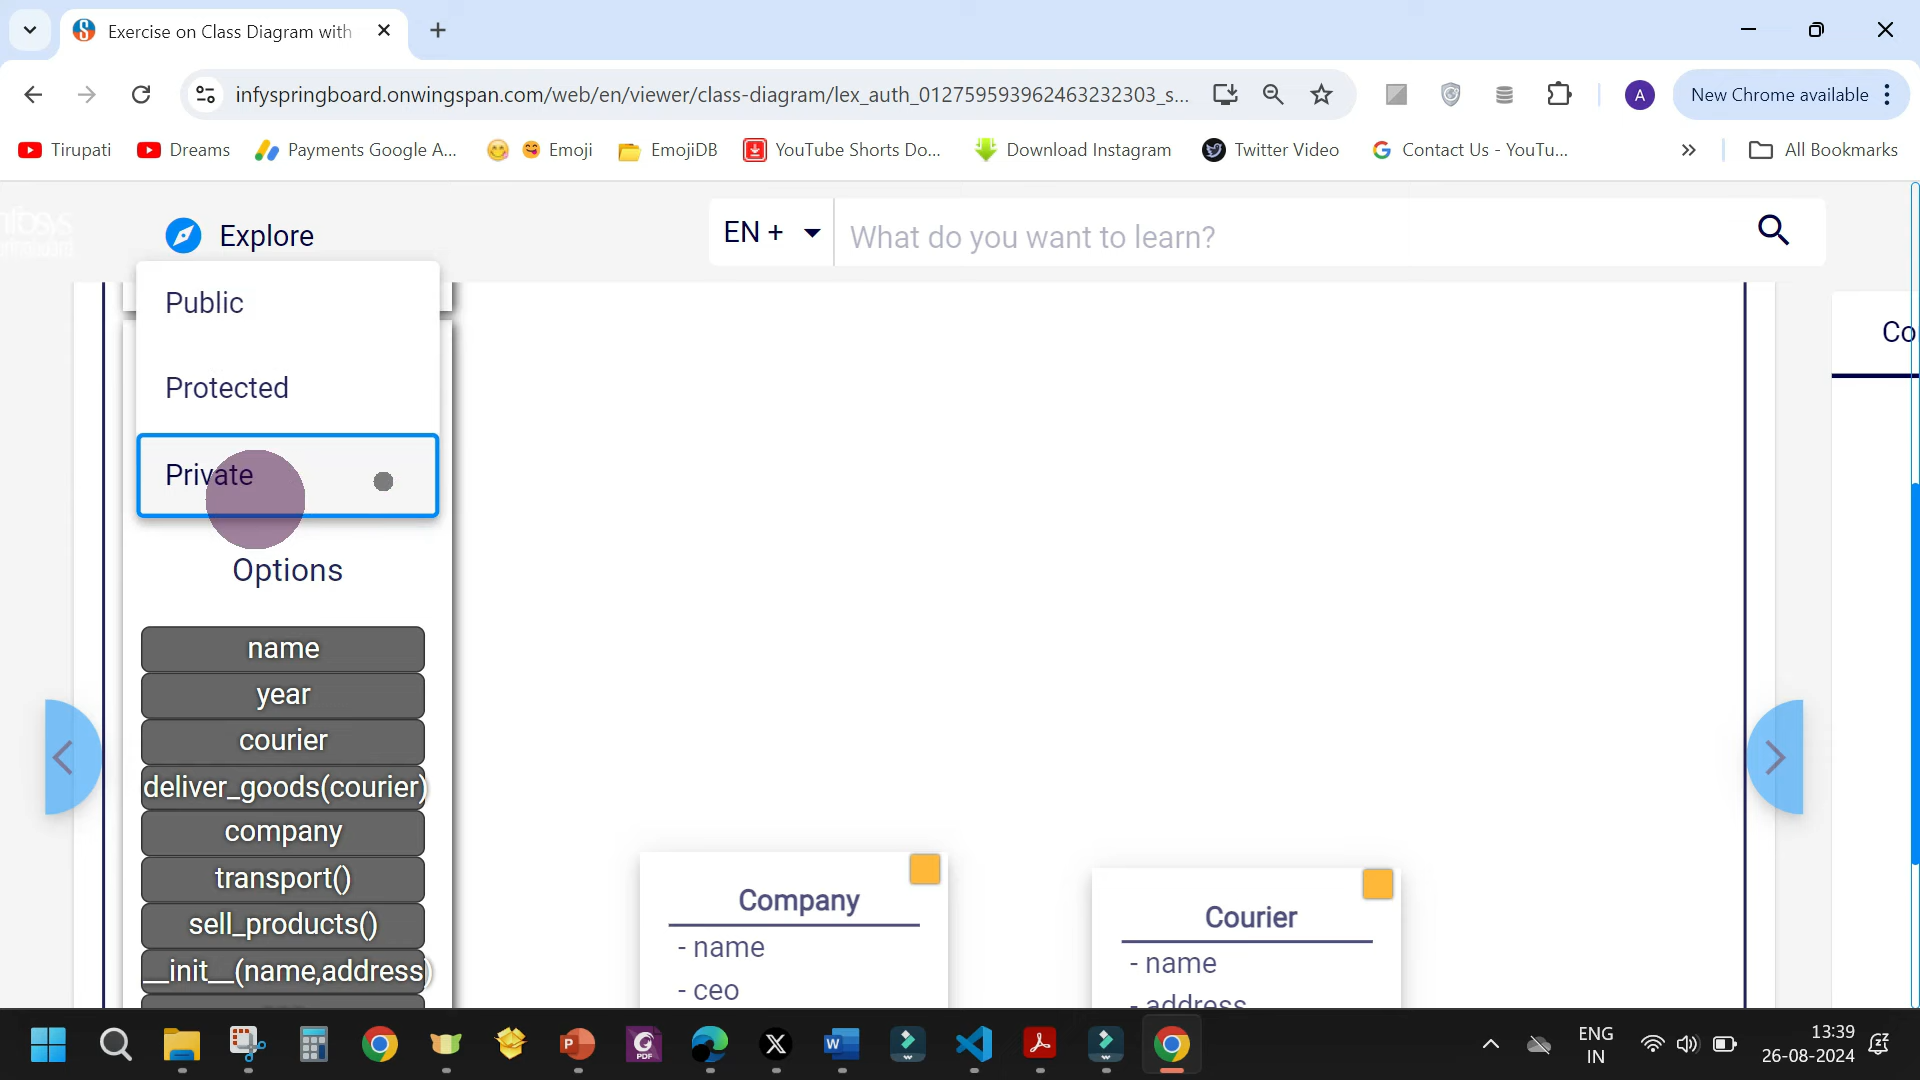 Exercise on Class Diagram with
infyspringboard.onwingspan.com/web/en/viewer/class-diagram/lex_auth_012759593962463232303_s...
A
New Chrome available
Tirupati
Dreams
Payments Google A...
Emoji
EmojiDB
YouTube Shorts Do...
Download Instagram
Twitter Video
Contact Us - YouTu...
All Bookmarks
Explore
EN +
What do you want to learn?
Public
Protected
Private
Co
Options
name
year
courier
deliver_goods(courier)
company
transport()
sell_products()
__init__(name,address)
Company
- name
- ceo
Courier
- name
- address
ENG
IN
13:39
26-08-2024